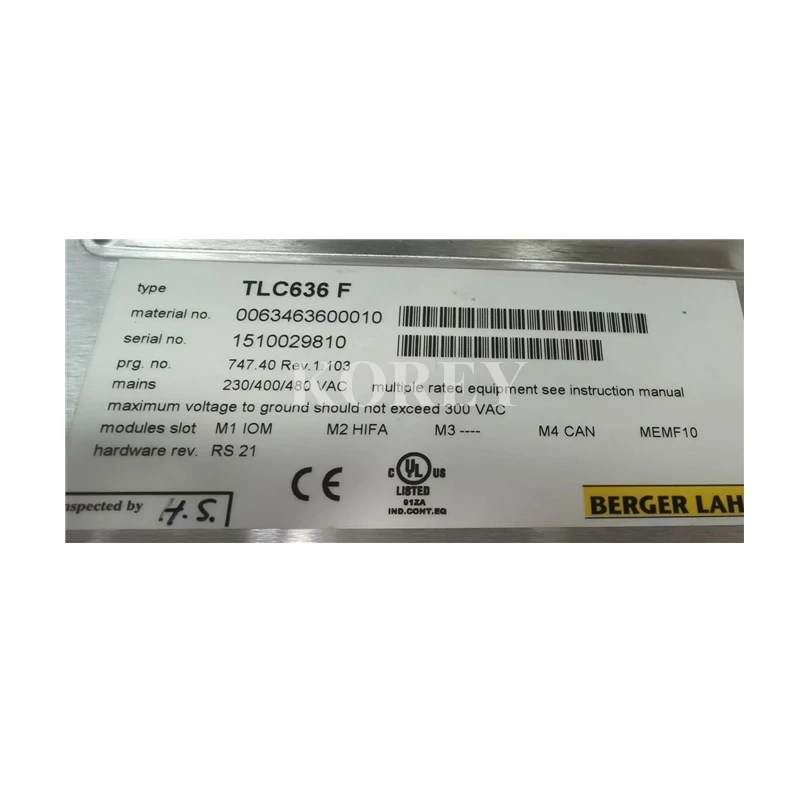 type TLC636 F
material no. 0063463600010
serial no. 1510029810
prg. no. 747.40 Rev.1.103
mains 230/400/480 VAC multiple rated equipment see instruction manual
maximum voltage to ground should not exceed 300 VAC
modules slot M1 IOM M2 HIFA M3 ---- M4 CAN MEMF10
hardware rev. RS 21
CE
C UL US
LISTED
91ZA
IND.CONT.EQ
nspected by H.S.
BERGER LAH
KOREY